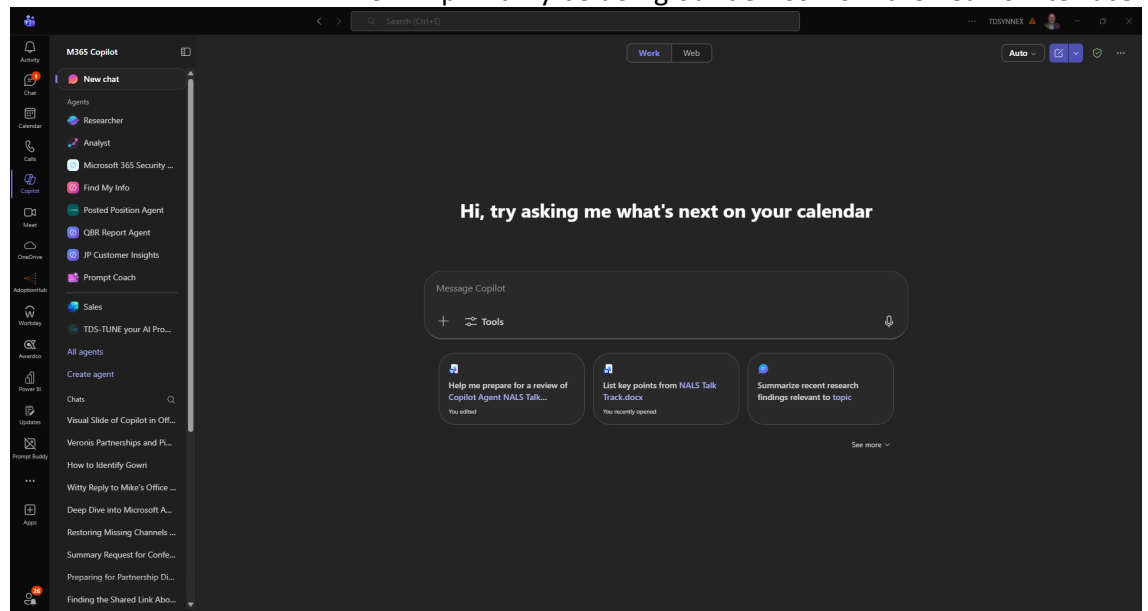 Search (Ctrl+E)
TDSYNNEX
Activity
Chat
Calendar
Calls
Copilot
Meet
OneDrive
AdoptionHub
Workday
Awardco
Power BI
Updates
Prompt Buddy
Apps
26
M365 Copilot
New chat
Agents
Researcher
Analyst
Microsoft 365 Security ...
Find My Info
Posted Position Agent
QBR Report Agent
JP Customer Insights
Prompt Coach
Sales
TDS-TUNE your AI Pro...
All agents
Create agent
Chats
Visual Slide of Copilot in Off...
Veronis Partnerships and Pi...
How to Identify Gowri
Witty Reply to Mike's Office ...
Deep Dive into Microsoft A...
Restoring Missing Channels ...
Summary Request for Confe...
Preparing for Partnership Di...
Finding the Shared Link Abo...
Work Web
Auto
Hi, try asking me what's next on your calendar
Message Copilot
Tools
Help me prepare for a review of
Copilot Agent NALS Talk...
You edited
List key points from NALS Talk
Track.docx
You recently opened
Summarize recent research
findings relevant to topic
See more